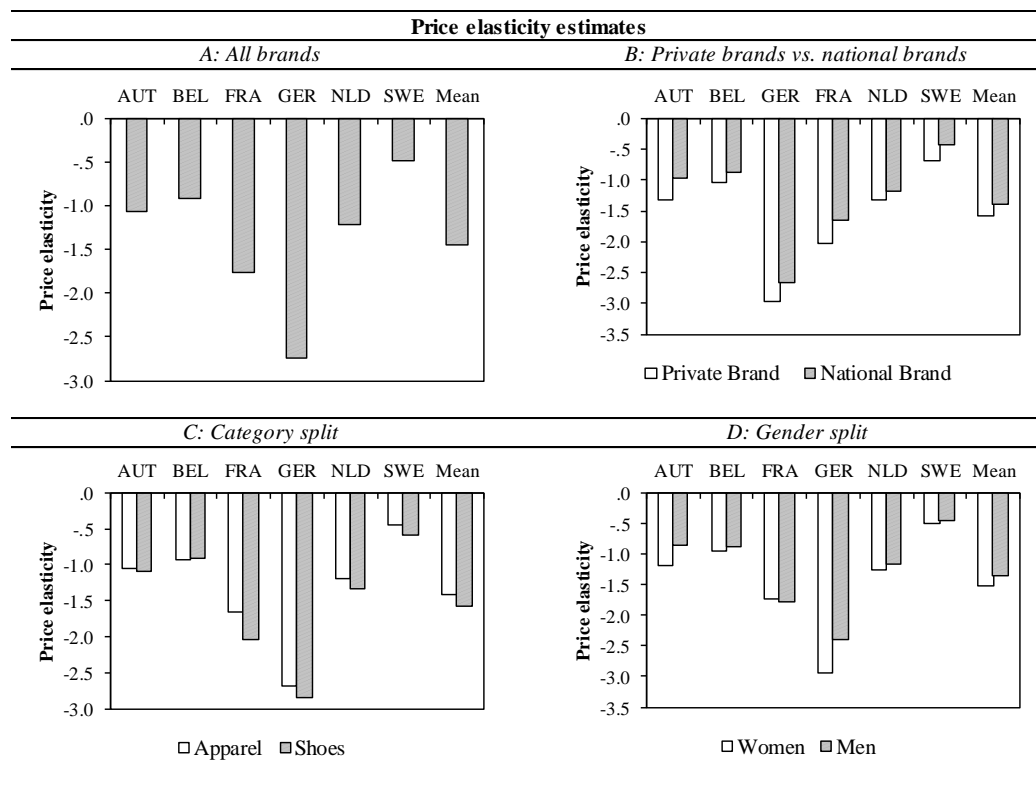 Price elasticity estimates
A: All brands
B: Private brands vs. national brands
AUT BEL FRA GER NLD SWE Mean
.0
-.5
-1.0
-1.5
-2.0
-2.5
-3.0
Price elasticity
AUT BEL GER FRA NLD SWE Mean
.0
-.5
-1.0
-1.5
-2.0
-2.5
-3.0
-3.5
Price elasticity
Private Brand National Brand
C: Category split
D: Gender split
AUT BEL FRA GER NLD SWE Mean
.0
-.5
-1.0
-1.5
-2.0
-2.5
-3.0
Price elasticity
Apparel Shoes
AUT BEL FRA GER NLD SWE Mean
.0
-.5
-1.0
-1.5
-2.0
-2.5
-3.0
-3.5
Price elasticity
Women Men